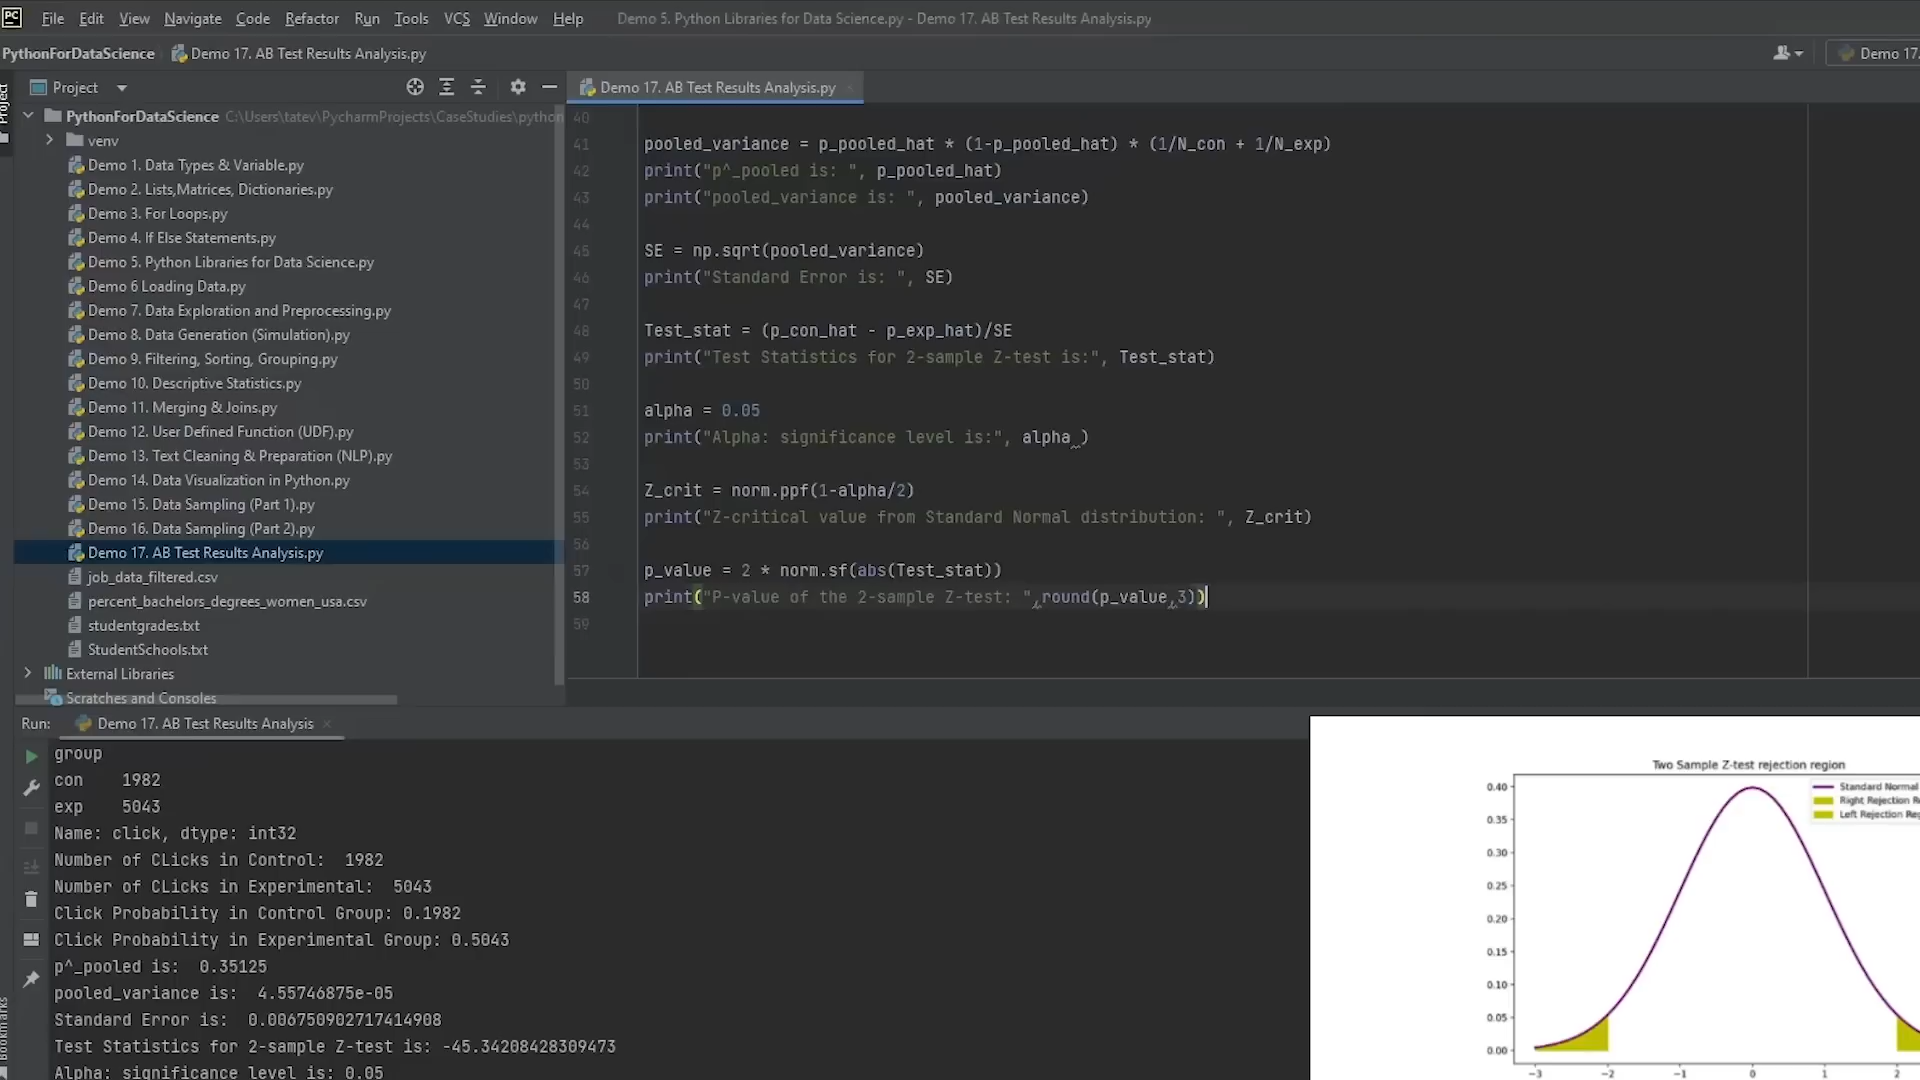 PC File Edit View Navigate Code Refactor Run Tools VCS Window Help Demo 5. Python Libraries for Data Science.py - Demo 17. AB Test Results Analysis.py
PythonForDataScience Demo 17. AB Test Results Analysis.py Demo 17.
Project
Project
Demo 17. AB Test Results Analysis.py
PythonForDataScience C:\Users\tatev\PycharmProjects\CaseStudies\python
venv
Demo 1. Data Types & Variable.py
Demo 2. Lists,Matrices, Dictionaries.py
Demo 3. For Loops.py
Demo 4. If Else Statements.py
Demo 5. Python Libraries for Data Science.py
Demo 6 Loading Data.py
Demo 7. Data Exploration and Preprocessing.py
Demo 8. Data Generation (Simulation).py
Demo 9. Filtering, Sorting, Grouping.py
Demo 10. Descriptive Statistics.py
Demo 11. Merging & Joins.py
Demo 12. User Defined Function (UDF).py
Demo 13. Text Cleaning & Preparation (NLP).py
Demo 14. Data Visualization in Python.py
Demo 15. Data Sampling (Part 1).py
Demo 16. Data Sampling (Part 2).py
Demo 17. AB Test Results Analysis.py
job_data_filtered.csv
percent_bachelors_degrees_women_usa.csv
studentgrades.txt
StudentSchools.txt
External Libraries
Scratches and Consoles
40
41 pooled_variance = p_pooled_hat * (1-p_pooled_hat) * (1/N_con + 1/N_exp)
42 print("p^_pooled is: ", p_pooled_hat)
43 print("pooled_variance is: ", pooled_variance)
44
45 SE = np.sqrt(pooled_variance)
46 print("Standard Error is: ", SE)
47
48 Test_stat = (p_con_hat - p_exp_hat)/SE
49 print("Test Statistics for 2-sample Z-test is:", Test_stat)
50
51 alpha = 0.05
52 print("Alpha: significance level is:", alpha )
53
54 Z_crit = norm.ppf(1-alpha/2)
55 print("Z-critical value from Standard Normal distribution: ", Z_crit)
56
57 p_value = 2 * norm.sf(abs(Test_stat))
58 print("P-value of the 2-sample Z-test: ",round(p_value,3))
59
Run: Demo 17. AB Test Results Analysis
group
con 1982
exp 5043
Name: click, dtype: int32
Number of CLicks in Control: 1982
Number of CLicks in Experimental: 5043
Click Probability in Control Group: 0.1982
Click Probability in Experimental Group: 0.5043
p^_pooled is: 0.35125
pooled_variance is: 4.55746875e-05
Standard Error is: 0.006750902717414908
Test Statistics for 2-sample Z-test is: -45.34208428309473
Alpha: significance level is: 0.05
Bookmarks
Two Sample Z-test rejection region
Standard Normal
Right Rejection Re
Left Rejection Reg
0.40
0.35
0.30
0.25
0.20
0.15
0.10
0.05
0.00
−3 −2 −1 0 1 2